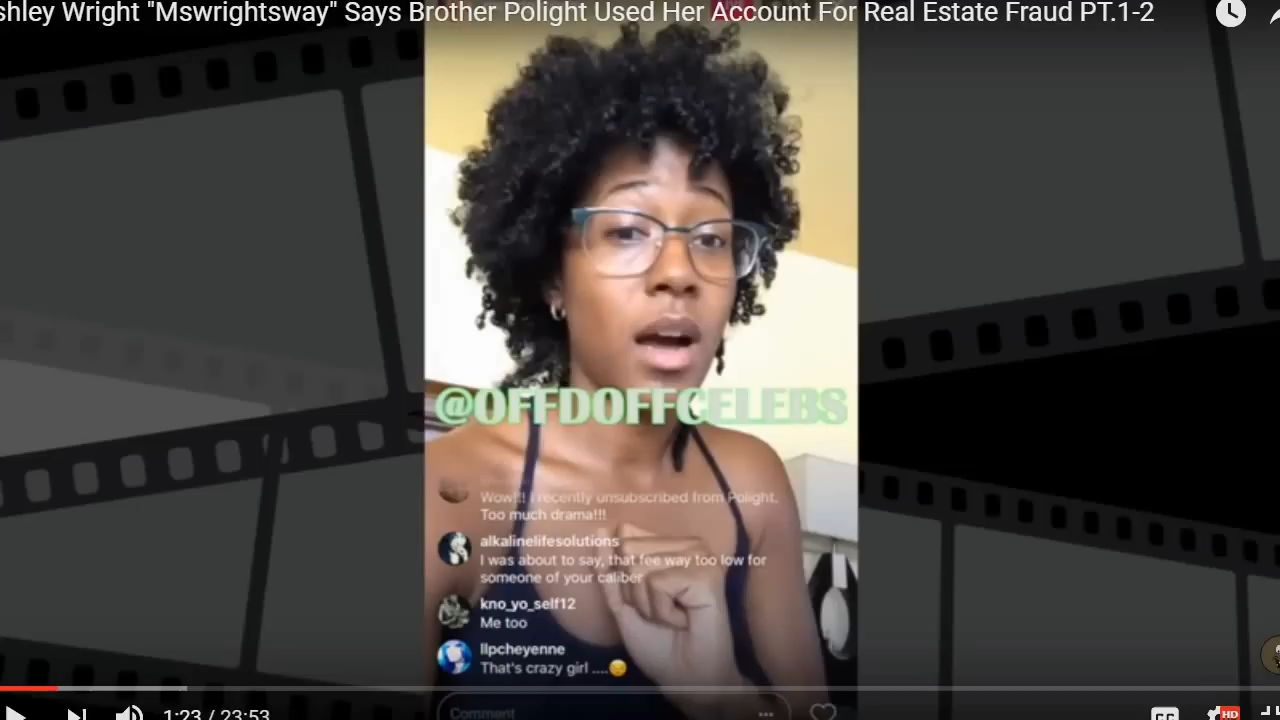 shley Wright "Mswrightsway" Says Brother Polight Used Her Account For Real Estate Fraud PT.1-2
@OFFDOFFCELEBS
Wow!!! I recently unsubscribed from Polight.
Too much drama!!!
alkalinelifesolutions
I was about to say, that fee way too low for
someone of your caliber
kno_yo_self12
Me too
llpcheyenne
That's crazy girl ....😔
Comment
1:23 / 23:53
CC
HD